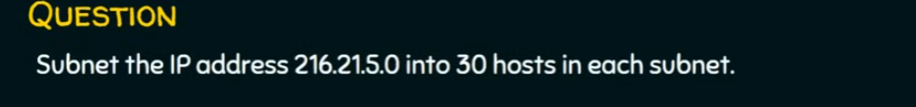 QUESTION
Subnet the IP address 216.21.5.0 into 30 hosts in each subnet.